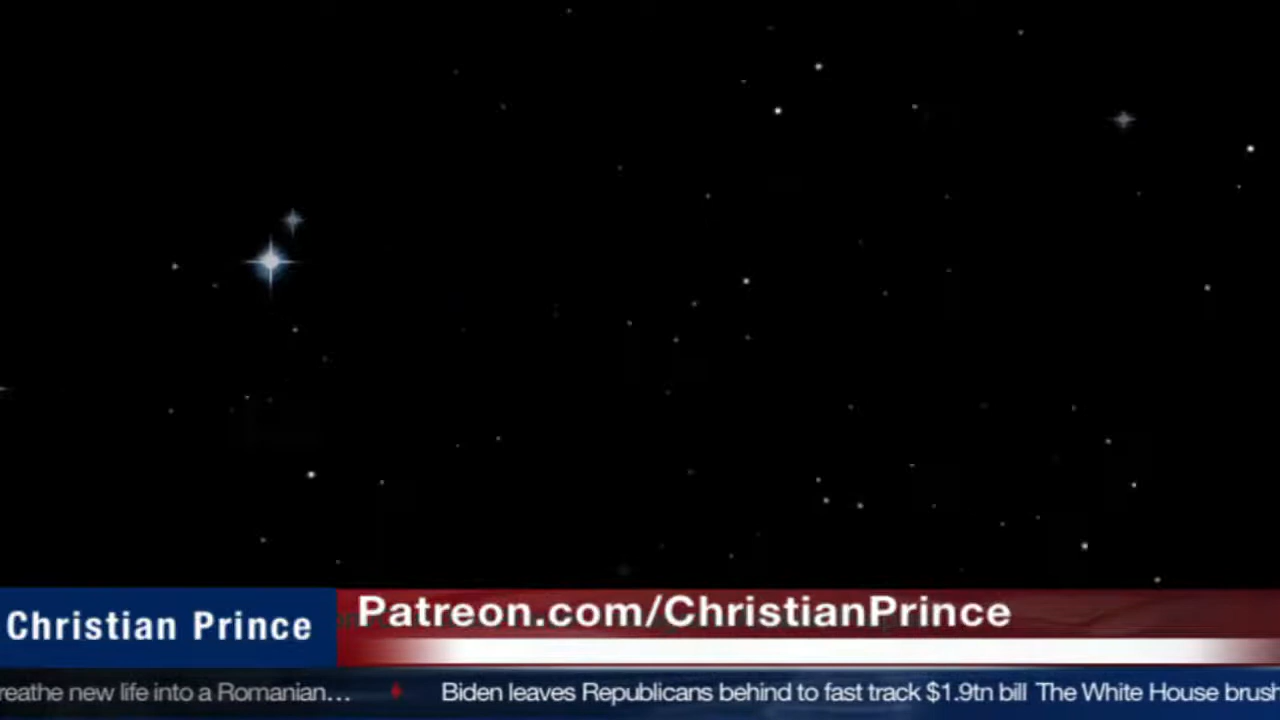 Christian Prince
Patreon.com/ChristianPrince
reathe new life into a Romanian… Biden leaves Republicans behind to fast track $1.9tn bill The White House brush